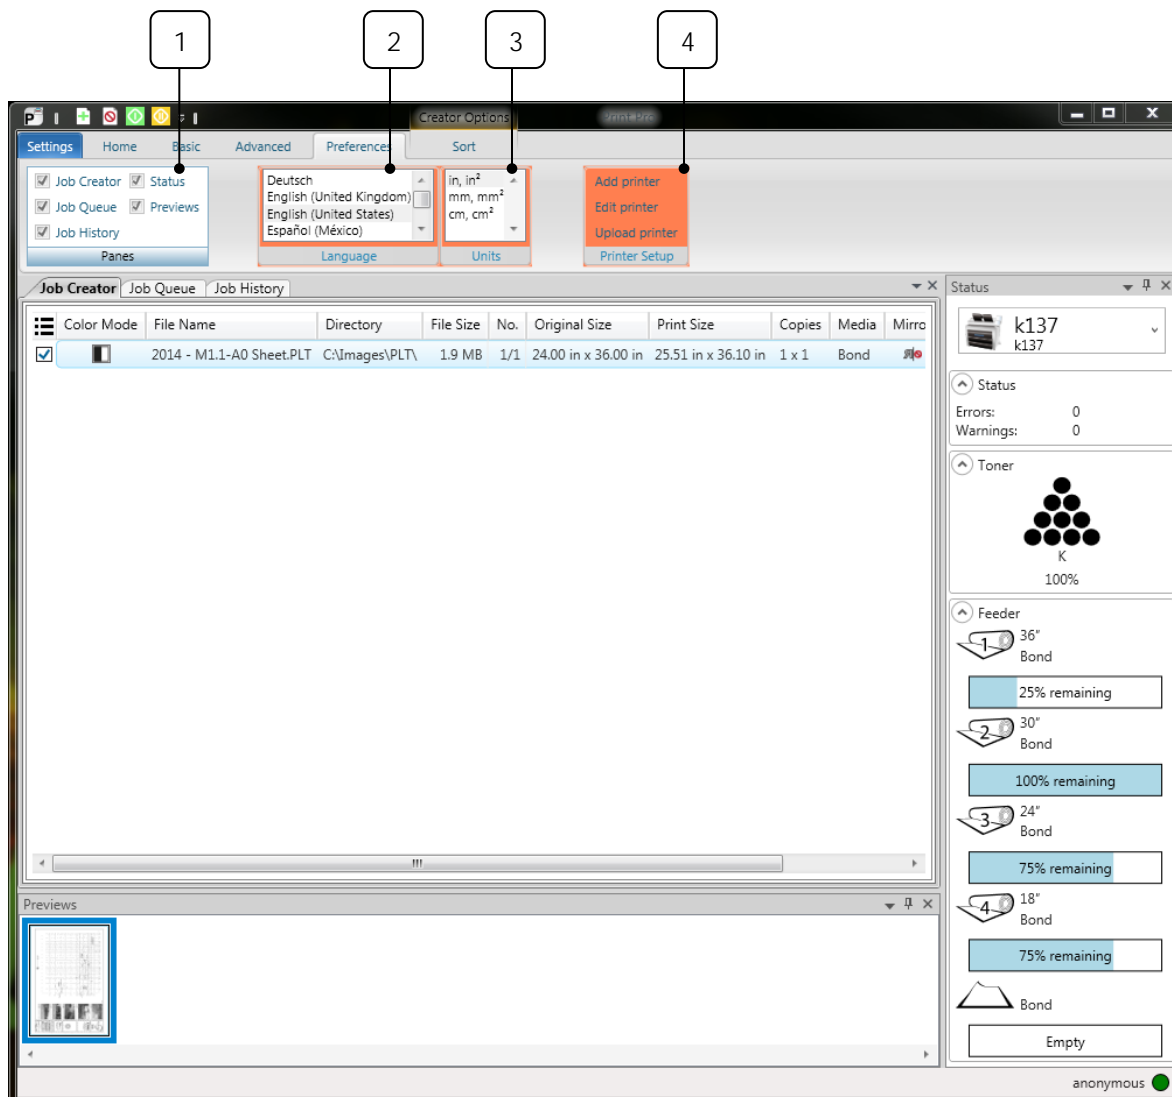 1 2 3 4
Creator Options Print Pro
Settings Home Basic Advanced Preferences Sort
Job Creator Status
Job Queue Previews
Job History
Panes
Deutsch
English (United Kingdom)
English (United States)
Español (México)
Language
in, in²
mm, mm²
cm, cm²
Units
Add printer
Edit printer
Upload printer
Printer Setup
Job Creator Job Queue Job History
Color Mode File Name Directory File Size No. Original Size Print Size Copies Media Mirro
2014 - M1.1-A0 Sheet.PLT C:\Images\PLT\ 1.9 MB 1/1 24.00 in x 36.00 in 25.51 in x 36.10 in 1 x 1 Bond
Previews
Status
k137
k137
Status
Errors: 0
Warnings: 0
Toner
K
100%
Feeder
1 36"
Bond
25% remaining
2 30"
Bond
100% remaining
3 24"
Bond
75% remaining
4 18"
Bond
75% remaining
Bond
Empty
anonymous